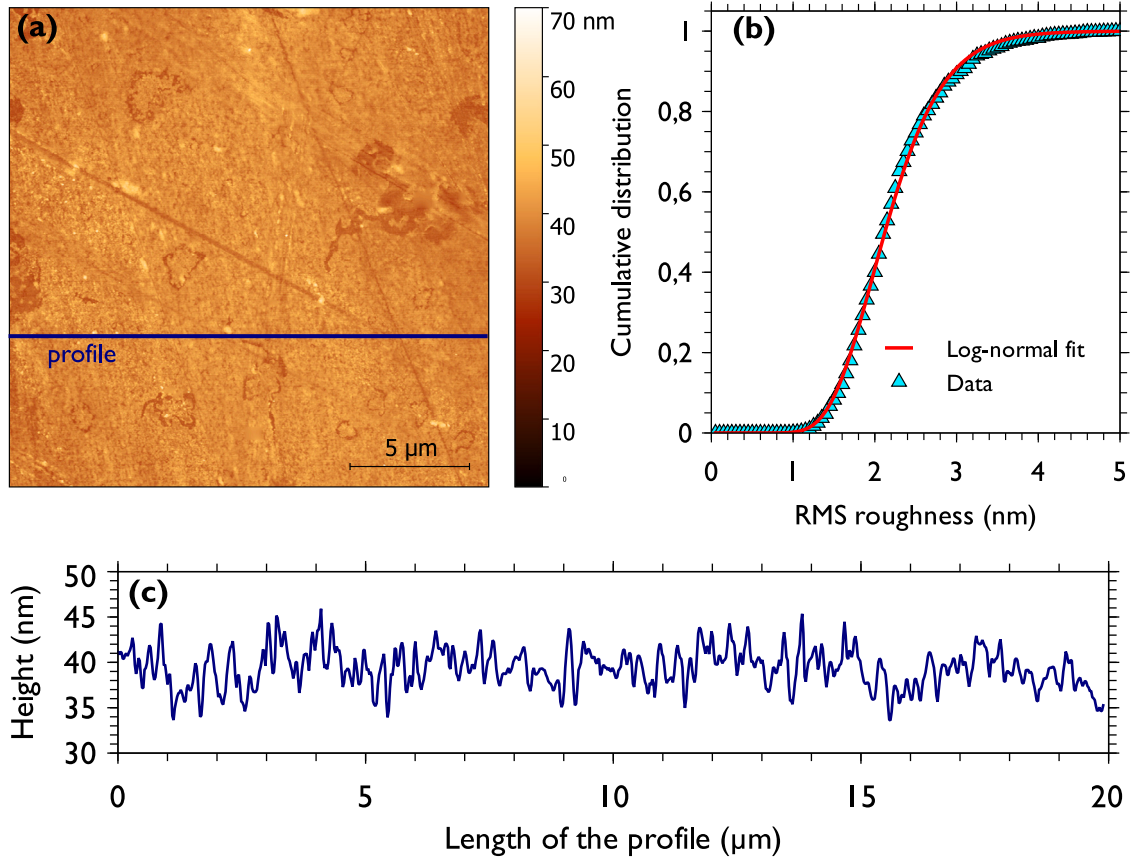 (a)
profile
5 µm
70 nm
60
50
40
30
20
10
0
(b)
Cumulative distribution
1
0,8
0,6
0,4
0,2
0
Log-normal fit
Data
0 1 2 3 4 5
RMS roughness (nm)
(c)
Height (nm)
50
45
40
35
30
0 5 10 15 20
Length of the profile (µm)